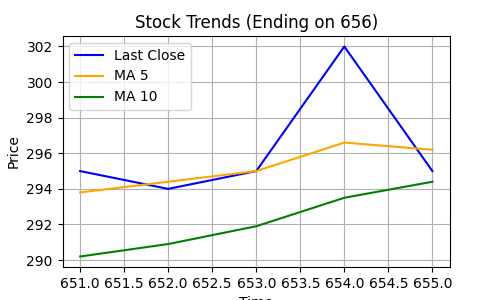 Stock Trends (Ending on 656)
Last Close
MA 5
MA 10
Price
302
300
298
296
294
292
290
651.0 651.5 652.0 652.5 653.0 653.5 654.0 654.5 655.0
Time